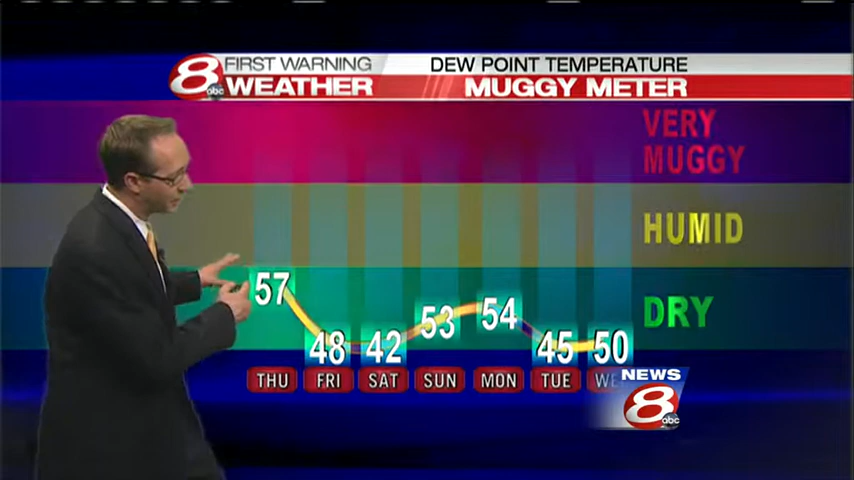 8 abc
FIRST WARNING
WEATHER
DEW POINT TEMPERATURE
MUGGY METER
VERY
MUGGY
HUMID
DRY
57 48 42 53 54 45 50
THU FRI SAT SUN MON TUE
NEWS
8 abc